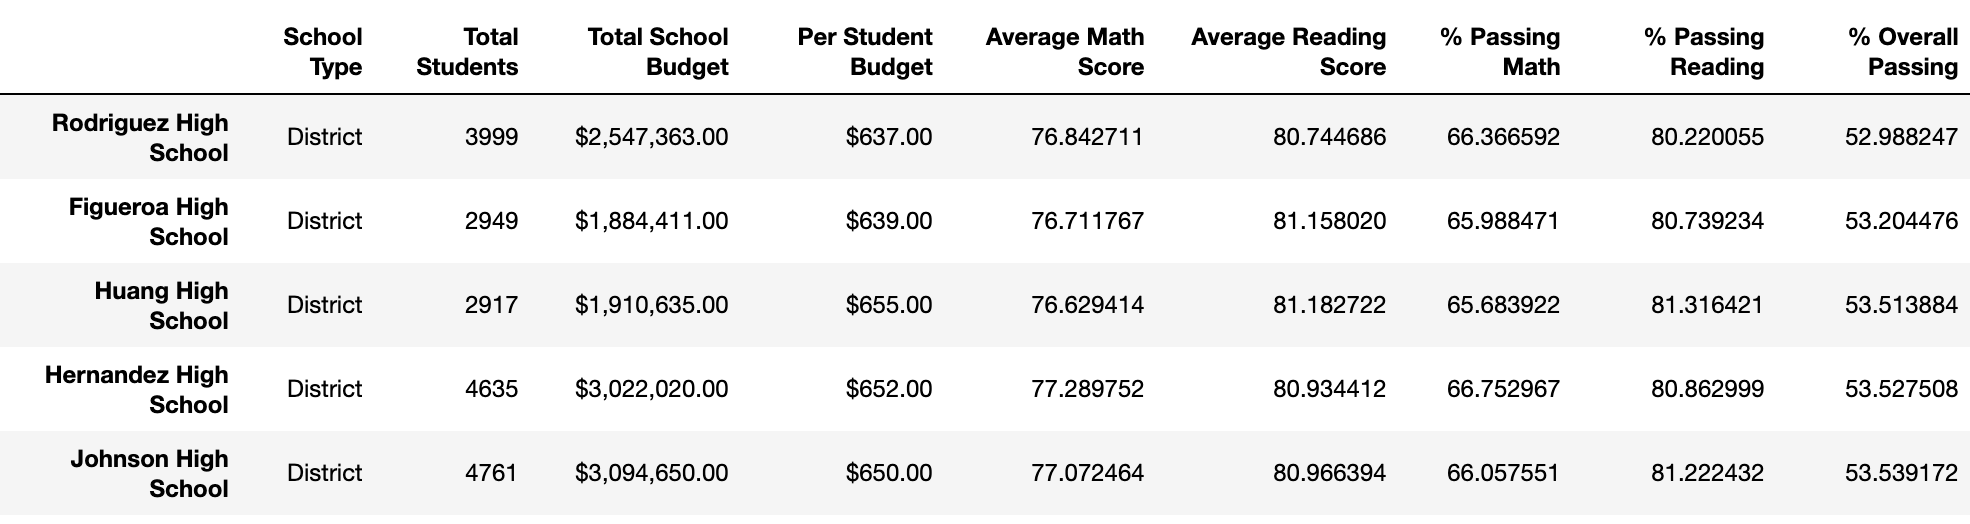 School Type Total Students Total School Budget Per Student Budget Average Math Score Average Reading Score % Passing Math % Passing Reading % Overall Passing
Rodriguez High School District 3999 $2,547,363.00 $637.00 76.842711 80.744686 66.366592 80.220055 52.988247
Figueroa High School District 2949 $1,884,411.00 $639.00 76.711767 81.158020 65.988471 80.739234 53.204476
Huang High School District 2917 $1,910,635.00 $655.00 76.629414 81.182722 65.683922 81.316421 53.513884
Hernandez High School District 4635 $3,022,020.00 $652.00 77.289752 80.934412 66.752967 80.862999 53.527508
Johnson High School District 4761 $3,094,650.00 $650.00 77.072464 80.966394 66.057551 81.222432 53.539172